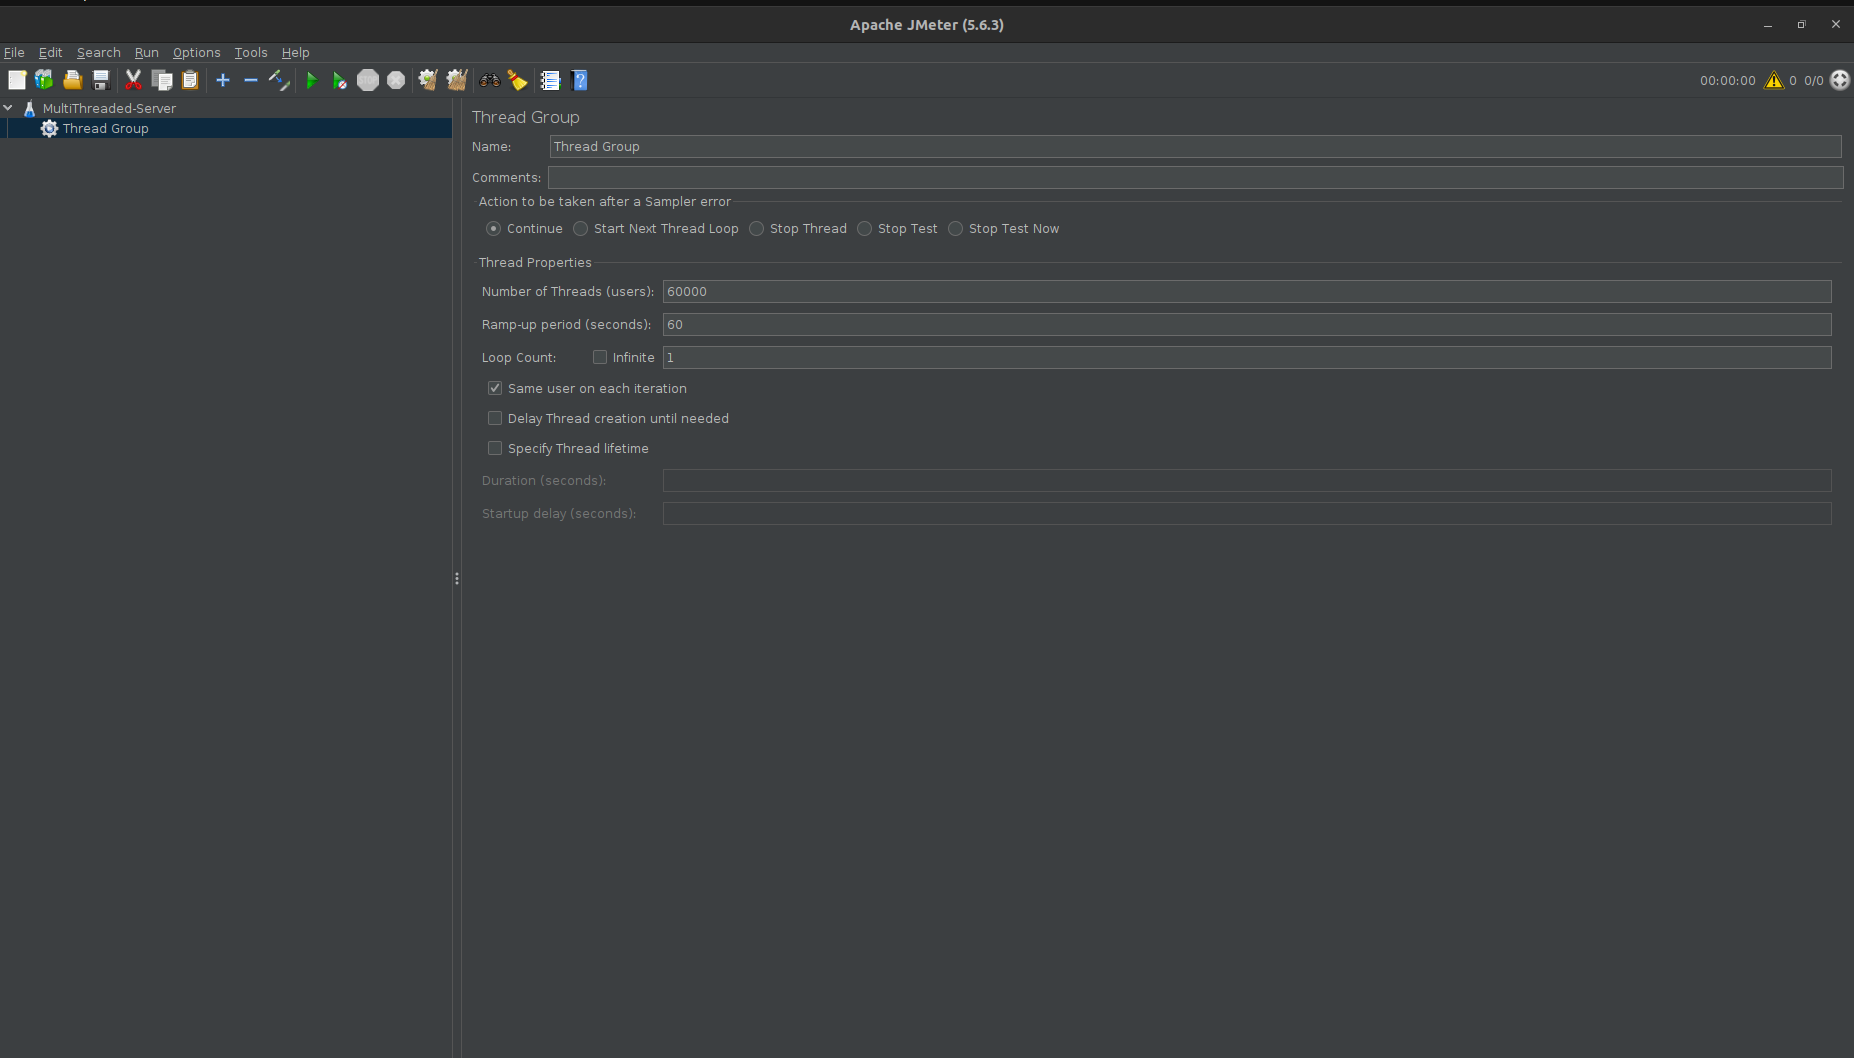 Apache JMeter (5.6.3)
File Edit Search Run Options Tools Help
00:00:00 0 0/0
MultiThreaded-Server
Thread Group
Thread Group
Name: Thread Group
Comments:
Action to be taken after a Sampler error
Continue Start Next Thread Loop Stop Thread Stop Test Stop Test Now
Thread Properties
Number of Threads (users): 60000
Ramp-up period (seconds): 60
Loop Count: Infinite 1
Same user on each iteration
Delay Thread creation until needed
Specify Thread lifetime
Duration (seconds):
Startup delay (seconds):